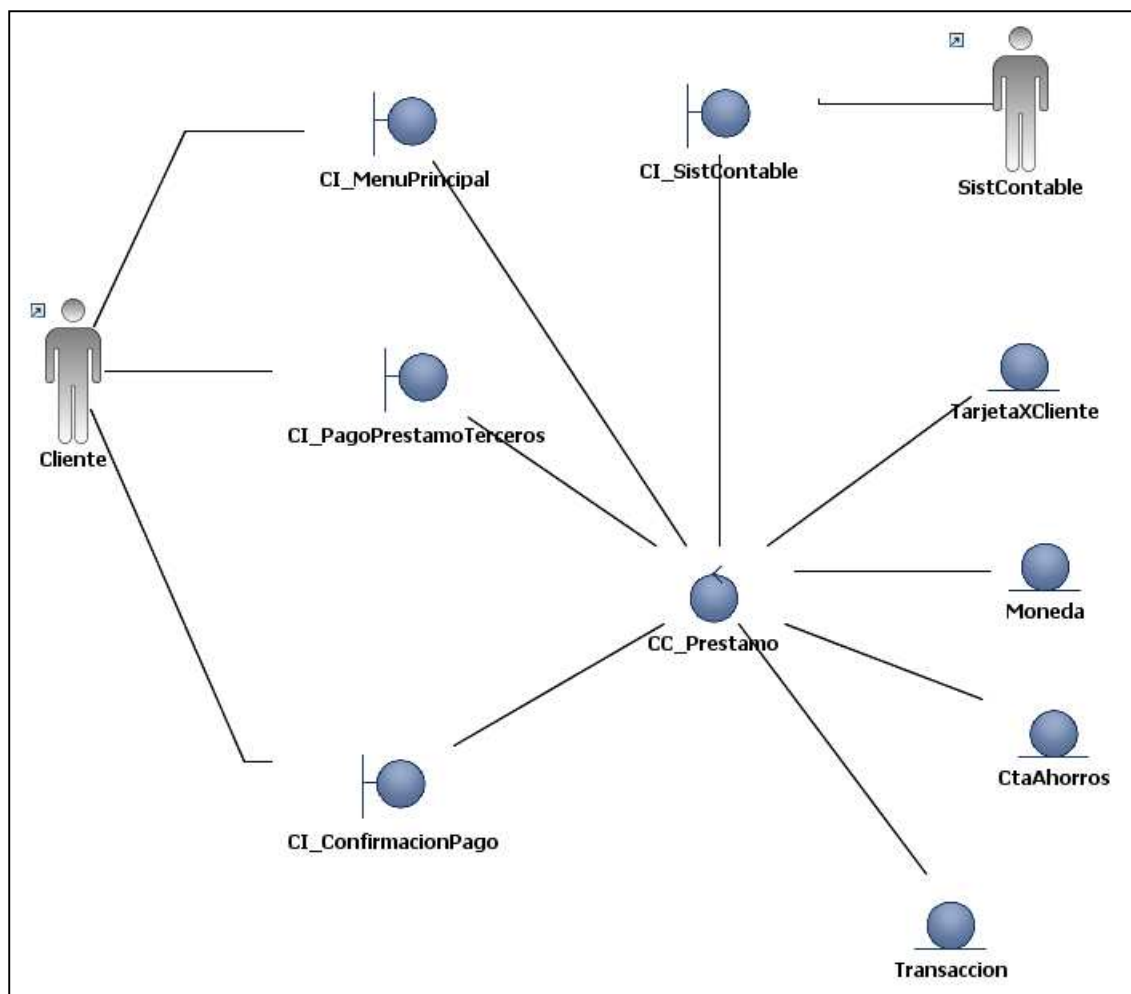 CI_MenuPrincipal
CI_SistContable
SistContable
TarjetaXCliente
CI_PagoPrestamoTerceros
Cliente
Moneda
CC_Prestamo
CtaAhorros
CI_ConfirmacionPago
Transaccion